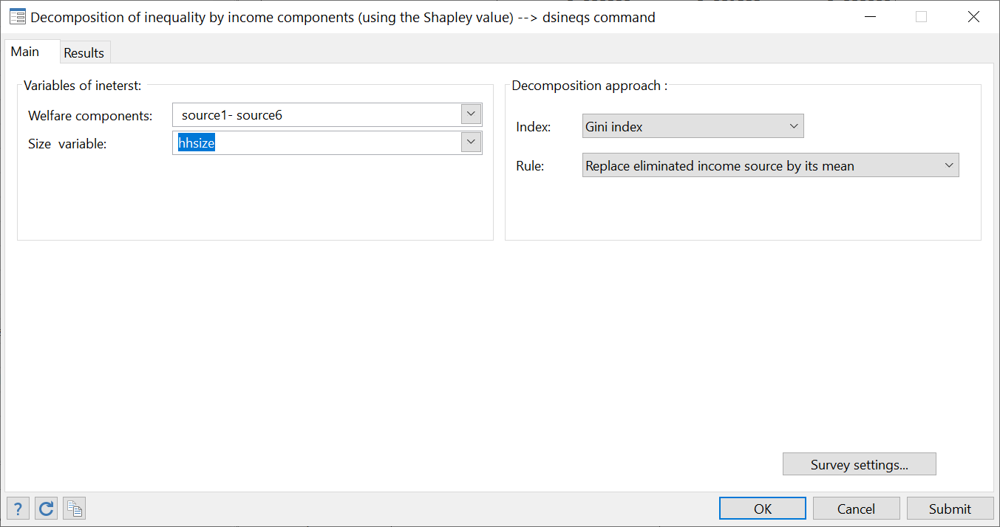 Decomposition of inequality by income components (using the Shapley value) --> dsineqs command
Main
Results
Variables of ineterst:
Welfare components:
source1- source6
Size variable:
hhsize
Decomposition approach :
Index:
Gini index
Rule:
Replace eliminated income source by its mean
Survey settings...
?
OK
Cancel
Submit